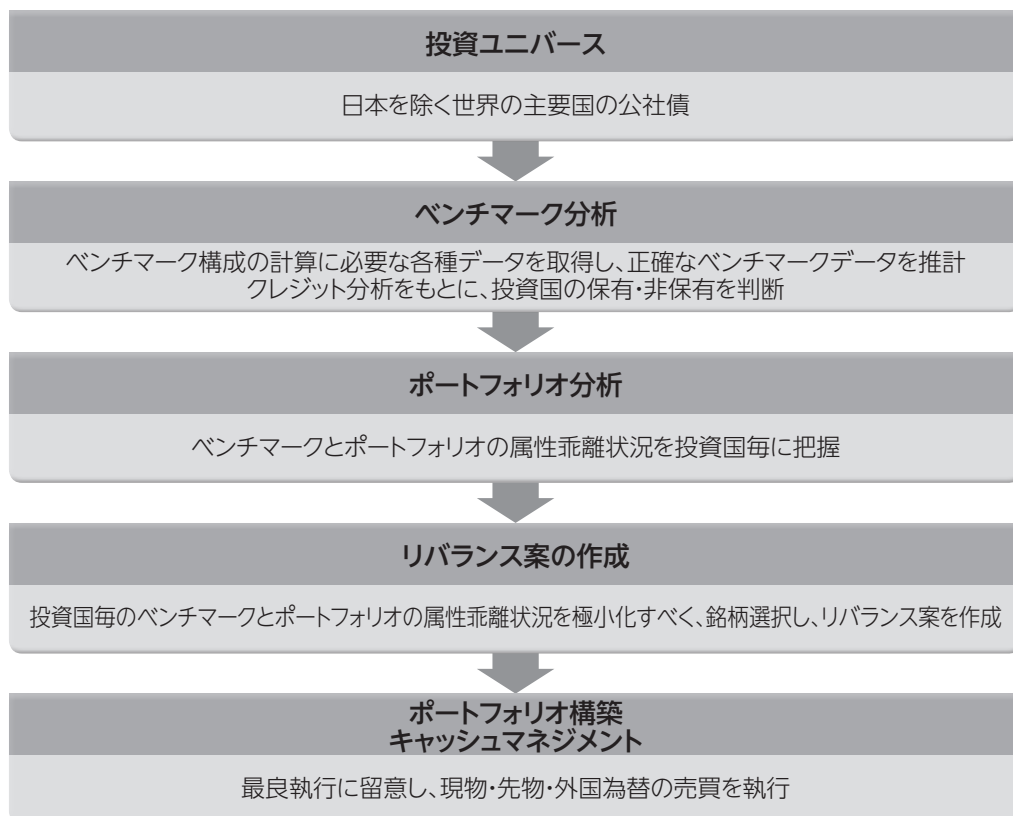 投資ユニバース
日本を除く世界の主要国の公社債
ベンチマーク分析
ベンチマーク構成の計算に必要な各種データを取得し、正確なベンチマークデータを推計
クレジット分析をもとに、投資国の保有・非保有を判断
ポートフォリオ分析
ベンチマークとポートフォリオの属性乖離状況を投資国毎に把握
リバランス案の作成
投資国毎のベンチマークとポートフォリオの属性乖離状況を極小化すべく、銘柄選択し、リバランス案を作成
ポートフォリオ構築
キャッシュマネジメント
最良執行に留意し、現物・先物・外国為替の売買を執行